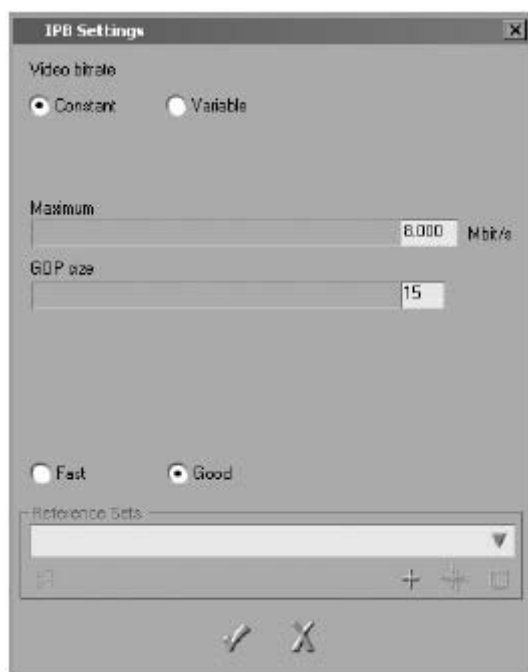 IPB Settings
Video bitrate
Constant Variable
Maximum
8.000 Mbit/s
GOP size
15
Fast Good
Reference Sets